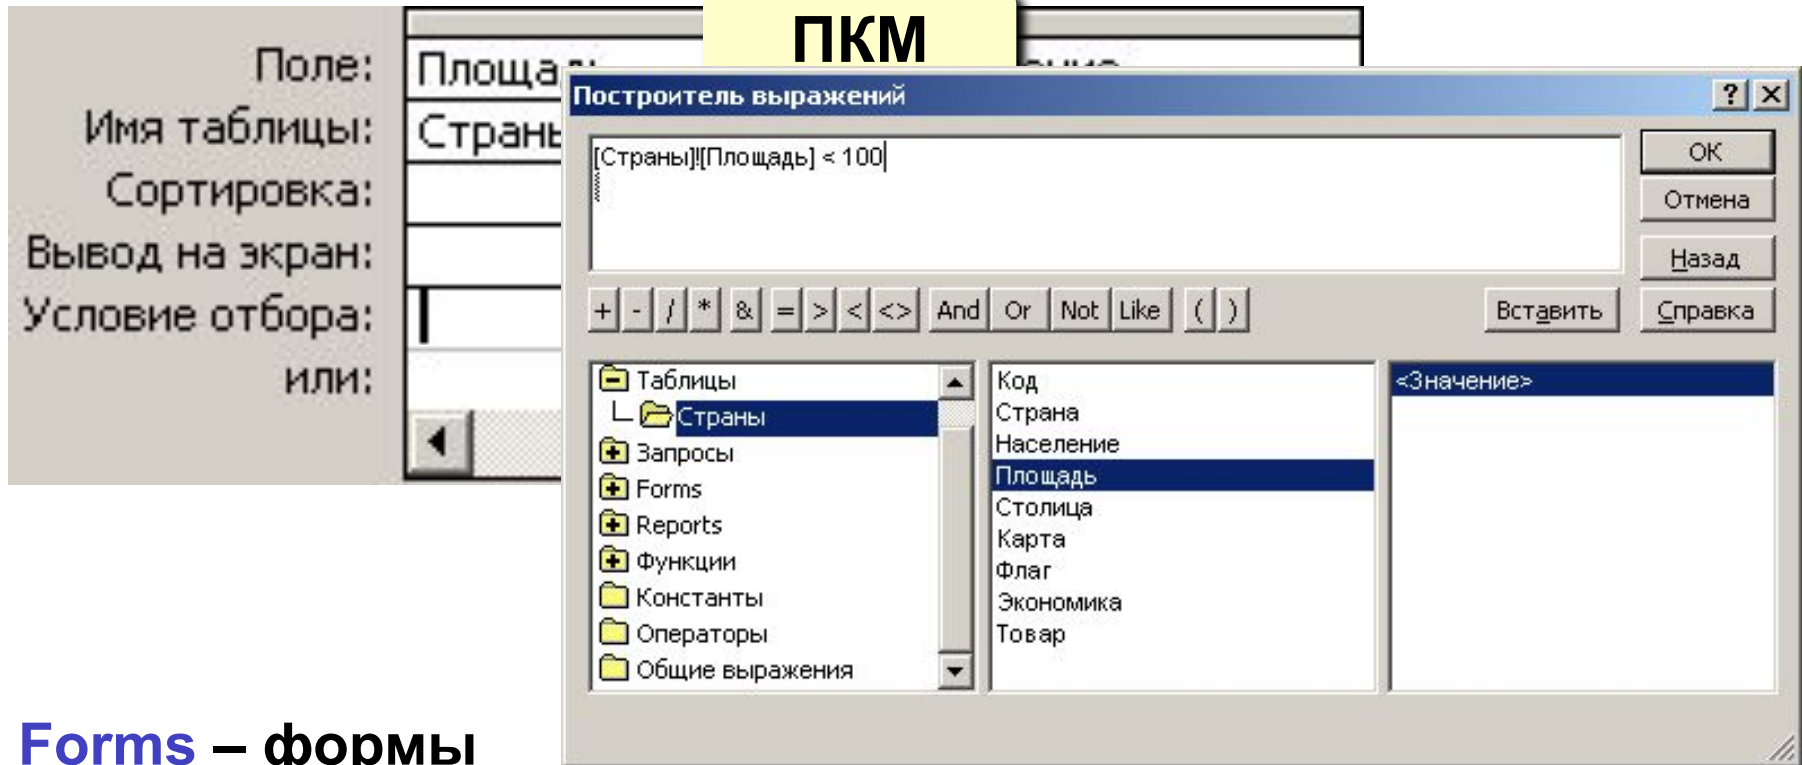 ПКМ
Поле:
Площадь
Имя таблицы:
Страны
Сортировка:
Вывод на экран:
Условие отбора:
или:
Построитель выражений
[Страны]![Площадь] < 100
OK
Отмена
Назад
+ - / * & = > < <> And Or Not Like ( )
Вставить
Справка
Таблицы
Страны
Запросы
Forms
Reports
Функции
Константы
Операторы
Общие выражения
Код
Страна
Население
Площадь
Столица
Карта
Флаг
Экономика
Товар
<Значение>
Forms – формы